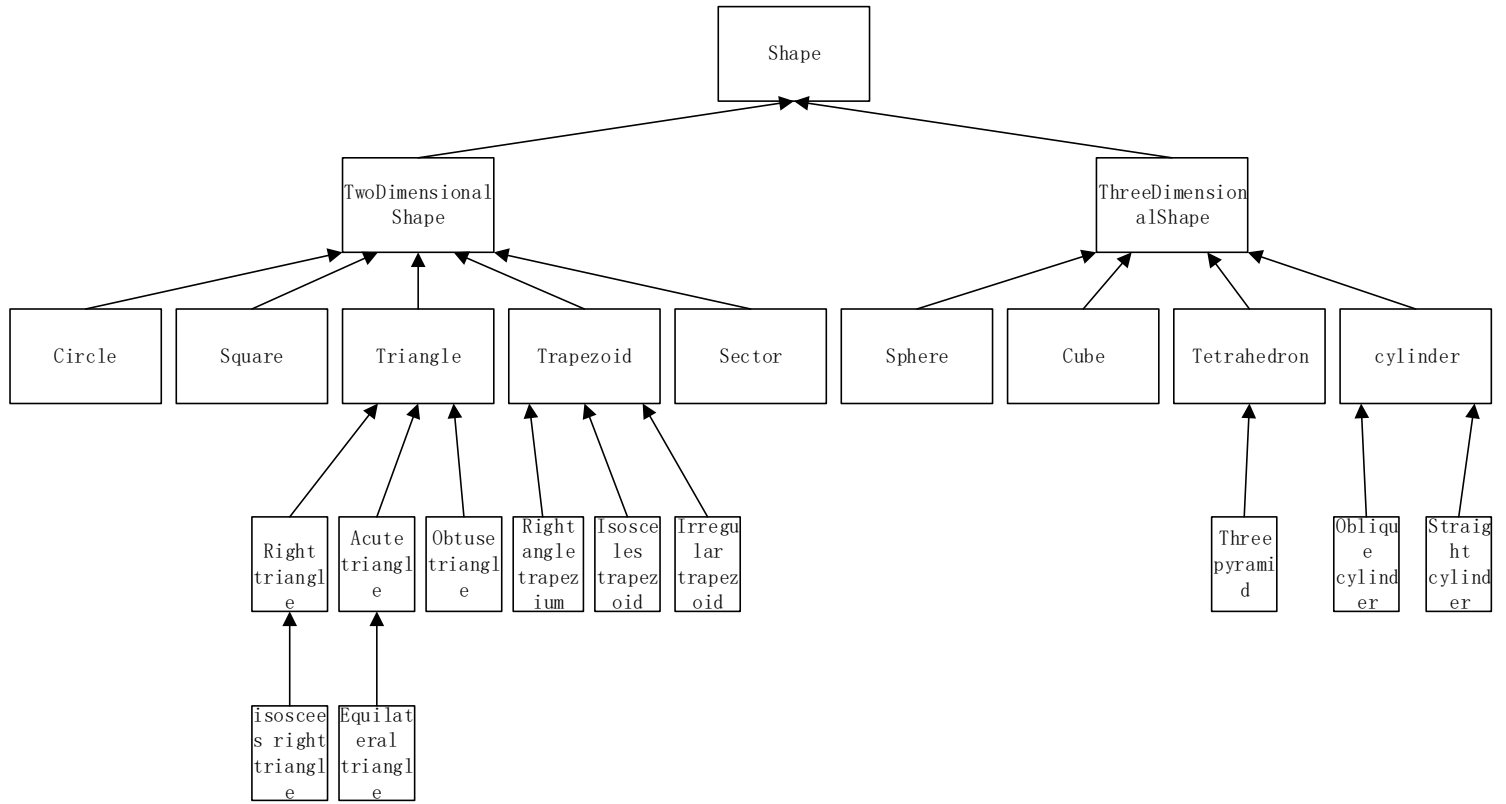 Shape
TwoDimensional
Shape
ThreeDimension
alShape
Circle
Square
Triangle
Trapezoid
Sector
Sphere
Cube
Tetrahedron
cylinder
Right
triangl
e
Acute
triangl
e
Obtuse
triangl
e
Right
angle
trapez
ium
Isosce
les
trapez
oid
Irregu
lar
trapez
oid
Three
pyrami
d
Obliqu
e
cylind
er
Straig
ht
cylind
er
isoscee
s right
triangl
e
Equilat
eral
triangl
e